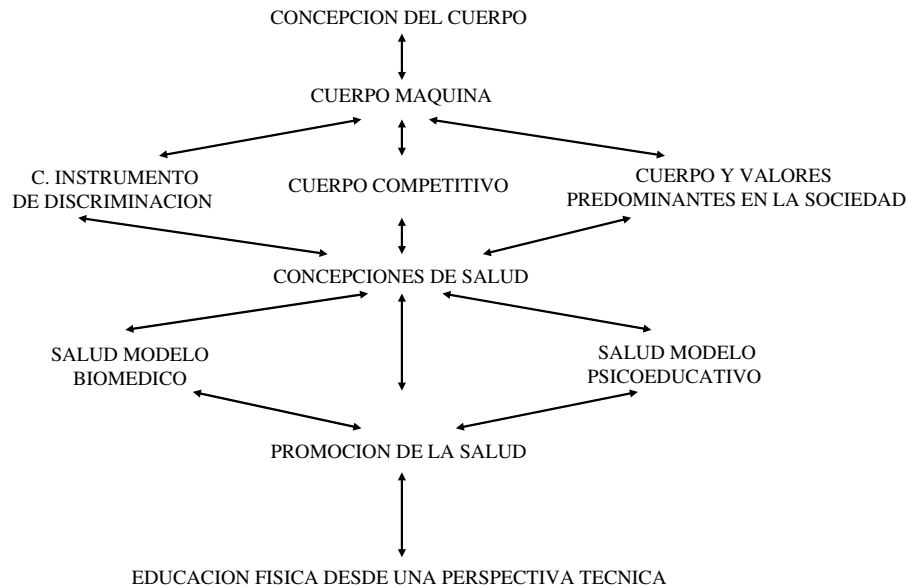 CONCEPCION DEL CUERPO
CUERPO MAQUINA
C. INSTRUMENTO
DE DISCRIMINACION
CUERPO COMPETITIVO
CUERPO Y VALORES
PREDOMINANTES EN LA SOCIEDAD
CONCEPCIONES DE SALUD
SALUD MODELO
BIOMEDICO
SALUD MODELO
PSICOEDUCATIVO
PROMOCION DE LA SALUD
EDUCACION FISICA DESDE UNA PERSPECTIVA TECNICA